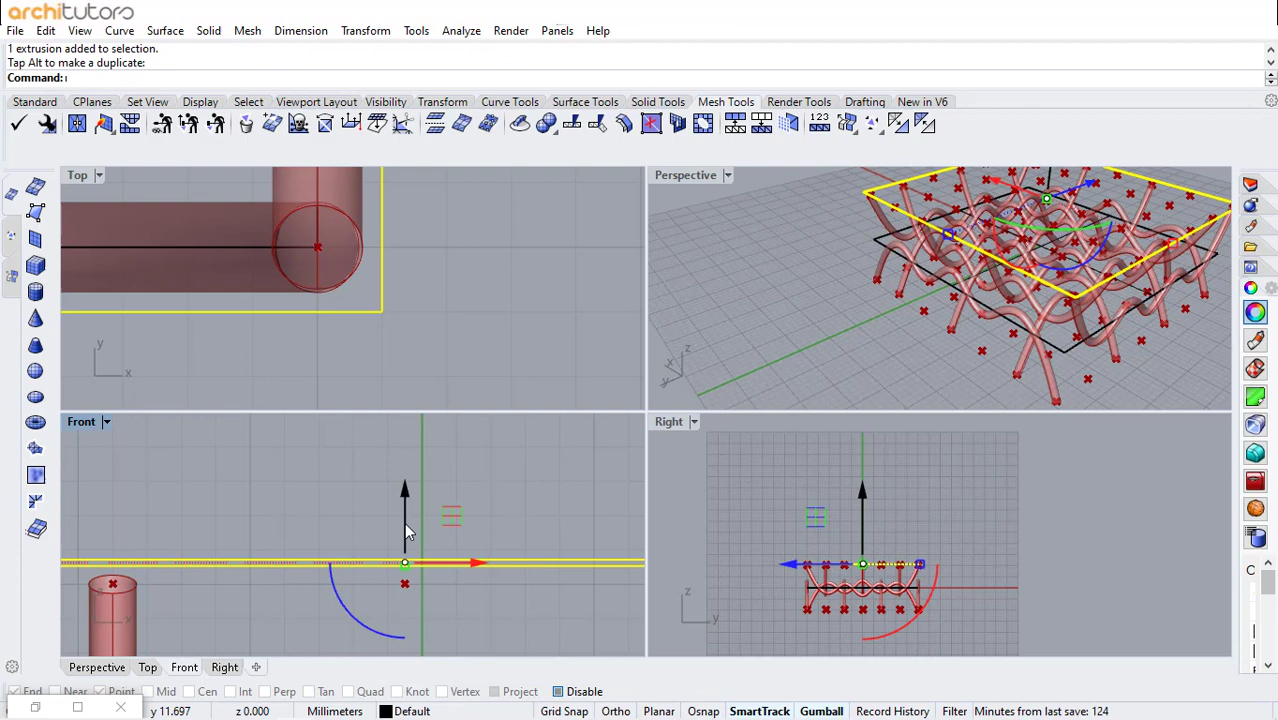 architutors
File Edit View Curve Surface Solid Mesh Dimension Transform Tools Analyze Render Panels Help
1 extrusion added to selection.
Tap Alt to make a duplicate:
Command:
Standard CPlanes Set View Display Select Viewport Layout Visibility Transform Curve Tools Surface Tools Solid Tools Mesh Tools Render Tools Drafting New in V6
123
Top
y
x
Perspective
z
x
y
Front
z
x
Right
z
y
C
Perspective Top Front Right
End Near Point Mid Cen Int Perp Tan Quad Knot Vertex Project Disable
y 11.697 z 0.000 Millimeters Default Grid Snap Ortho Planar Osnap SmartTrack Gumball Record History Filter Minutes from last save: 124